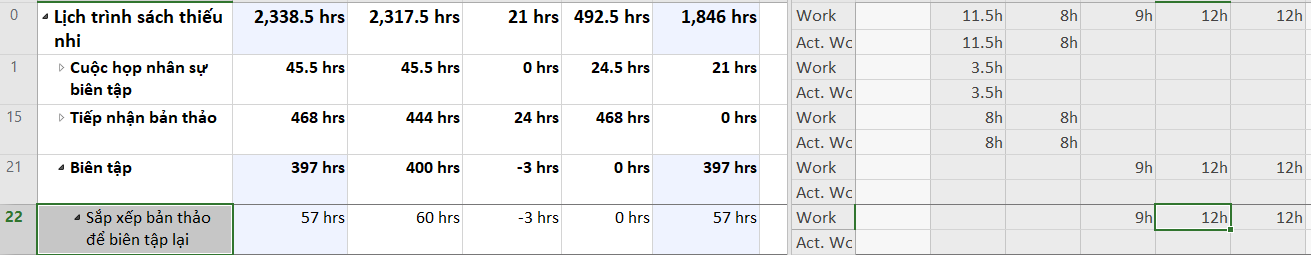 0 Lịch trình sách thiếu nhi 2,338.5 hrs 2,317.5 hrs 21 hrs 492.5 hrs 1,846 hrs Work 11.5h 8h 9h 12h 12h
Act. Wc 11.5h 8h
1 Cuộc họp nhân sự biên tập 45.5 hrs 45.5 hrs 0 hrs 24.5 hrs 21 hrs Work 3.5h
Act. Wc 3.5h
15 Tiếp nhận bản thảo 468 hrs 444 hrs 24 hrs 468 hrs 0 hrs Work 8h 8h
Act. Wc 8h 8h
21 Biên tập 397 hrs 400 hrs -3 hrs 0 hrs 397 hrs Work 9h 12h 12h
Act. Wc
22 Sắp xếp bản thảo để biên tập lại 57 hrs 60 hrs -3 hrs 0 hrs 57 hrs Work 9h 12h 12h
Act. Wc